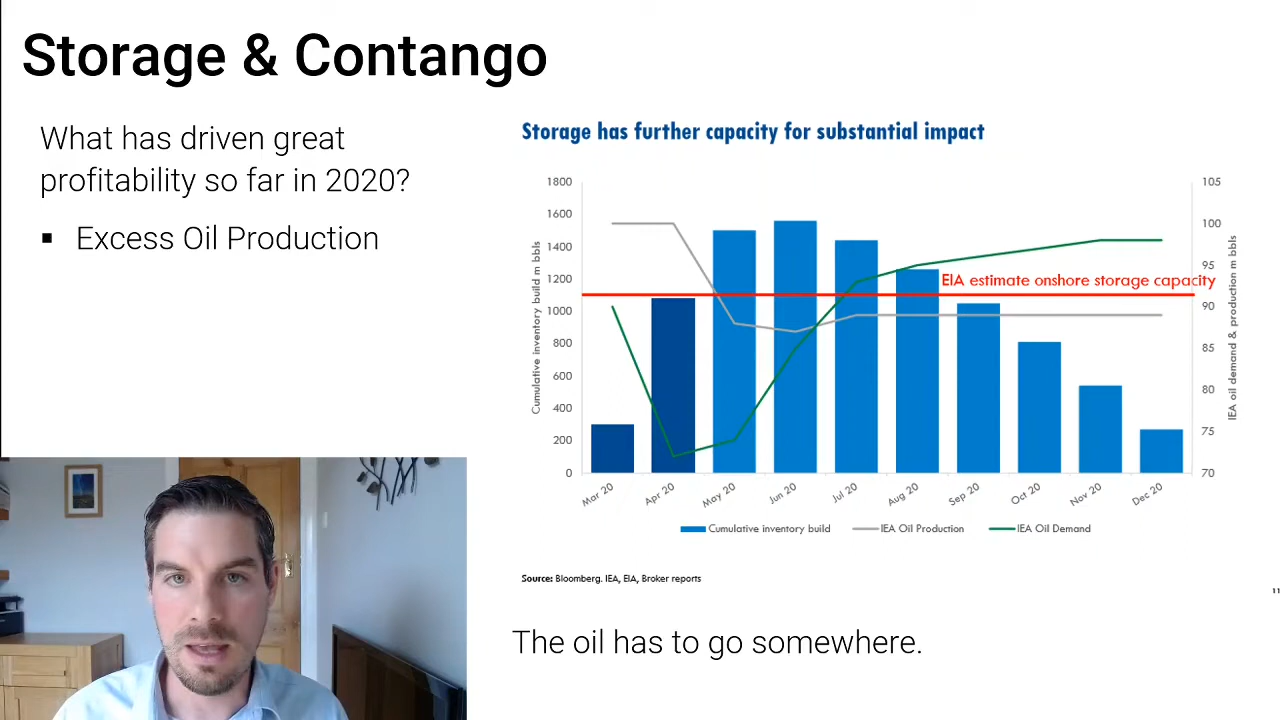 Storage & Contango
What has driven great
profitability so far in 2020?
▪ Excess Oil Production
Storage has further capacity for substantial impact
Cumulative inventory build m bbls
1800
1600
1400
1200
1000
800
600
400
200
0
105
100
95
90
85
80
75
70
IEA oil demand & production m bbls
EIA estimate onshore storage capacity
Mar 20 Apr 20 May 20 Jun 20 Jul 20 Aug 20 Sep 20 Oct 20 Nov 20 Dec 20
Cumulative inventory build IEA Oil Production IEA Oil Demand
Source: Bloomberg. IEA, EIA, Broker reports
11
The oil has to go somewhere.